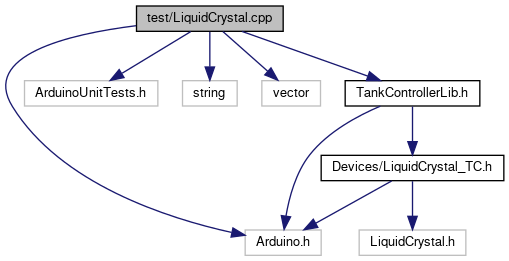 test/LiquidCrystal.cpp
ArduinoUnitTests.h
string
vector
TankControllerLib.h
Devices/LiquidCrystal_TC.h
Arduino.h
LiquidCrystal.h